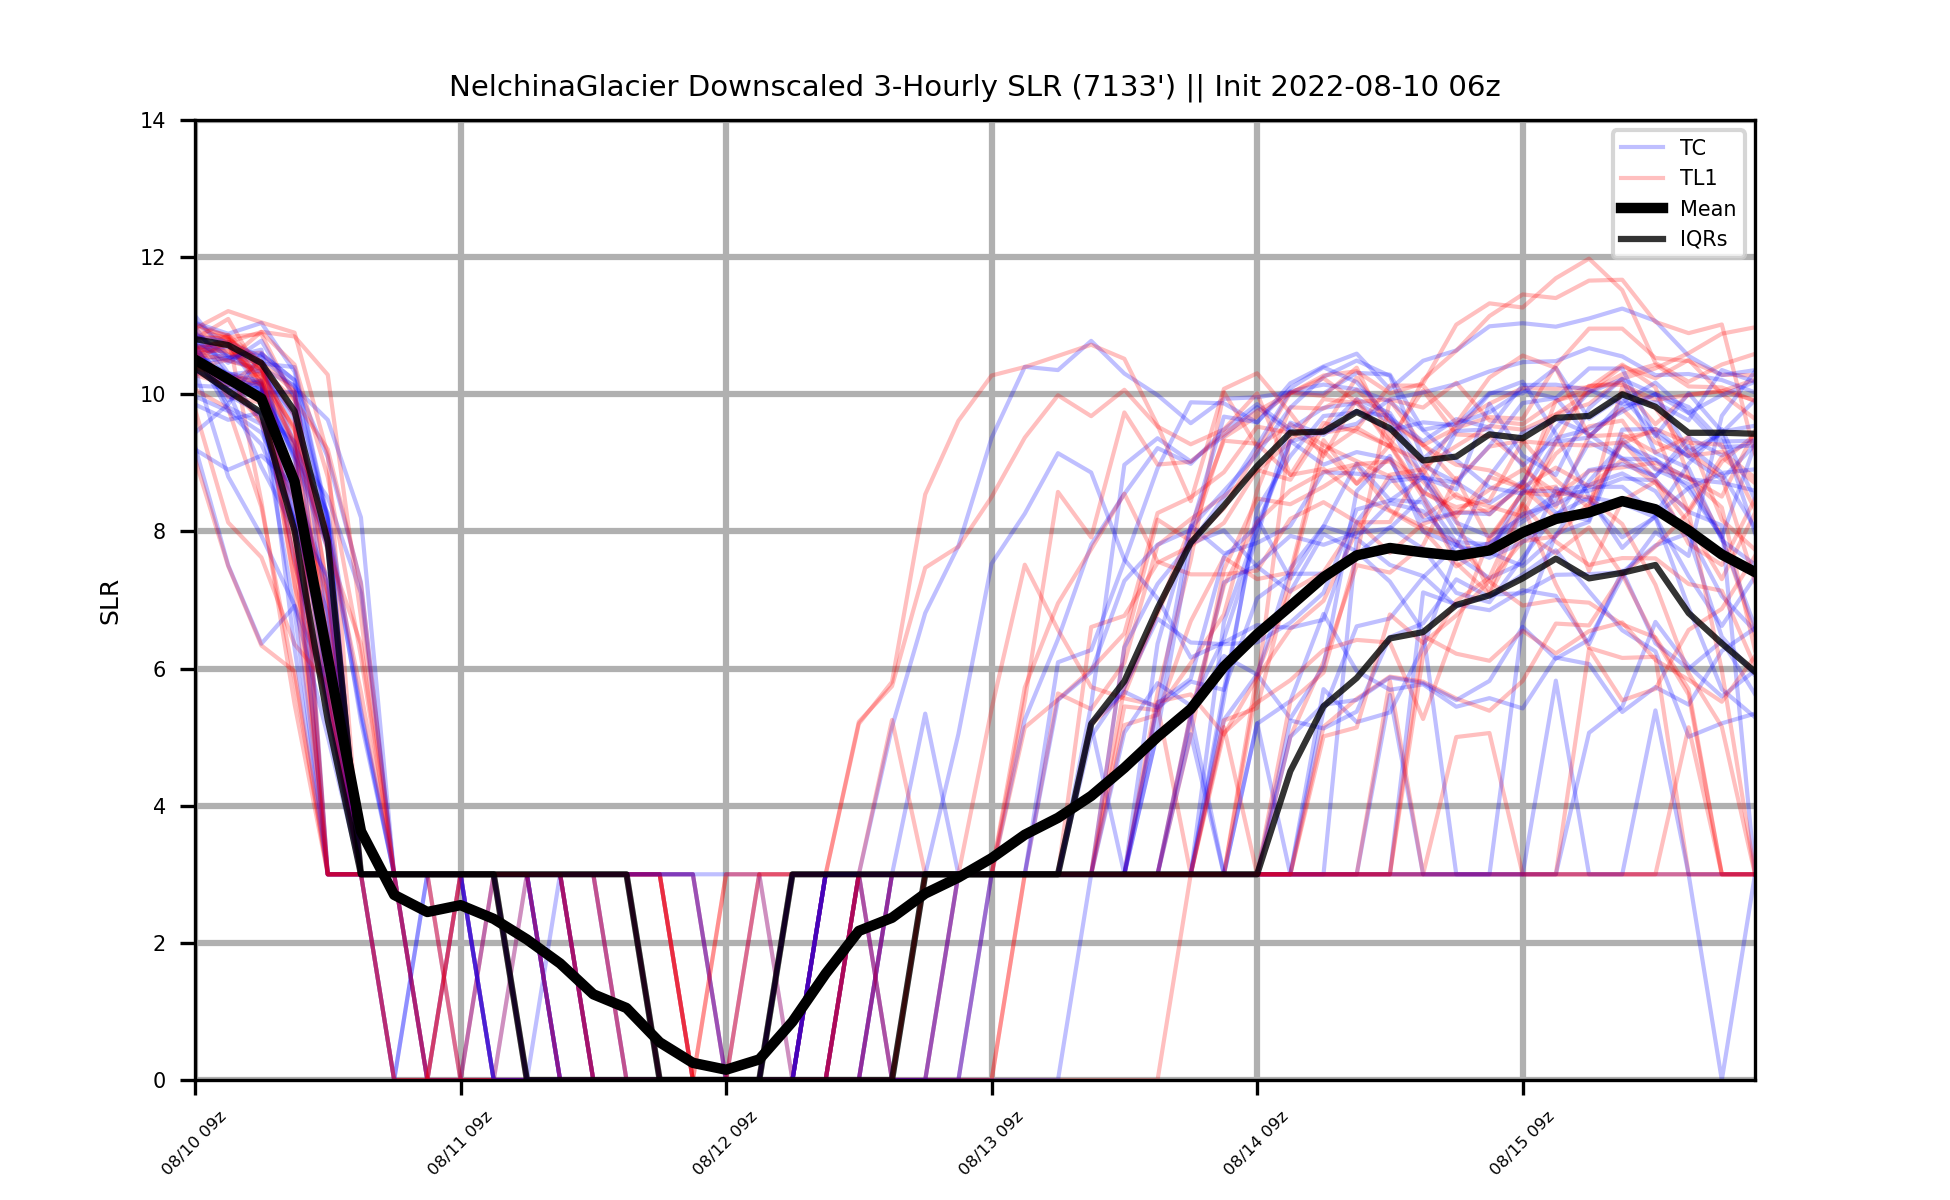 NelchinaGlacier Downscaled 3-Hourly SLR (7133') || Init 2022-08-10 06z
14
12
10
8
6
4
2
0
SLR
TC
TL1
Mean
IQRs
08/10 09z
08/11 09z
08/12 09z
08/13 09z
08/14 09z
08/15 09z